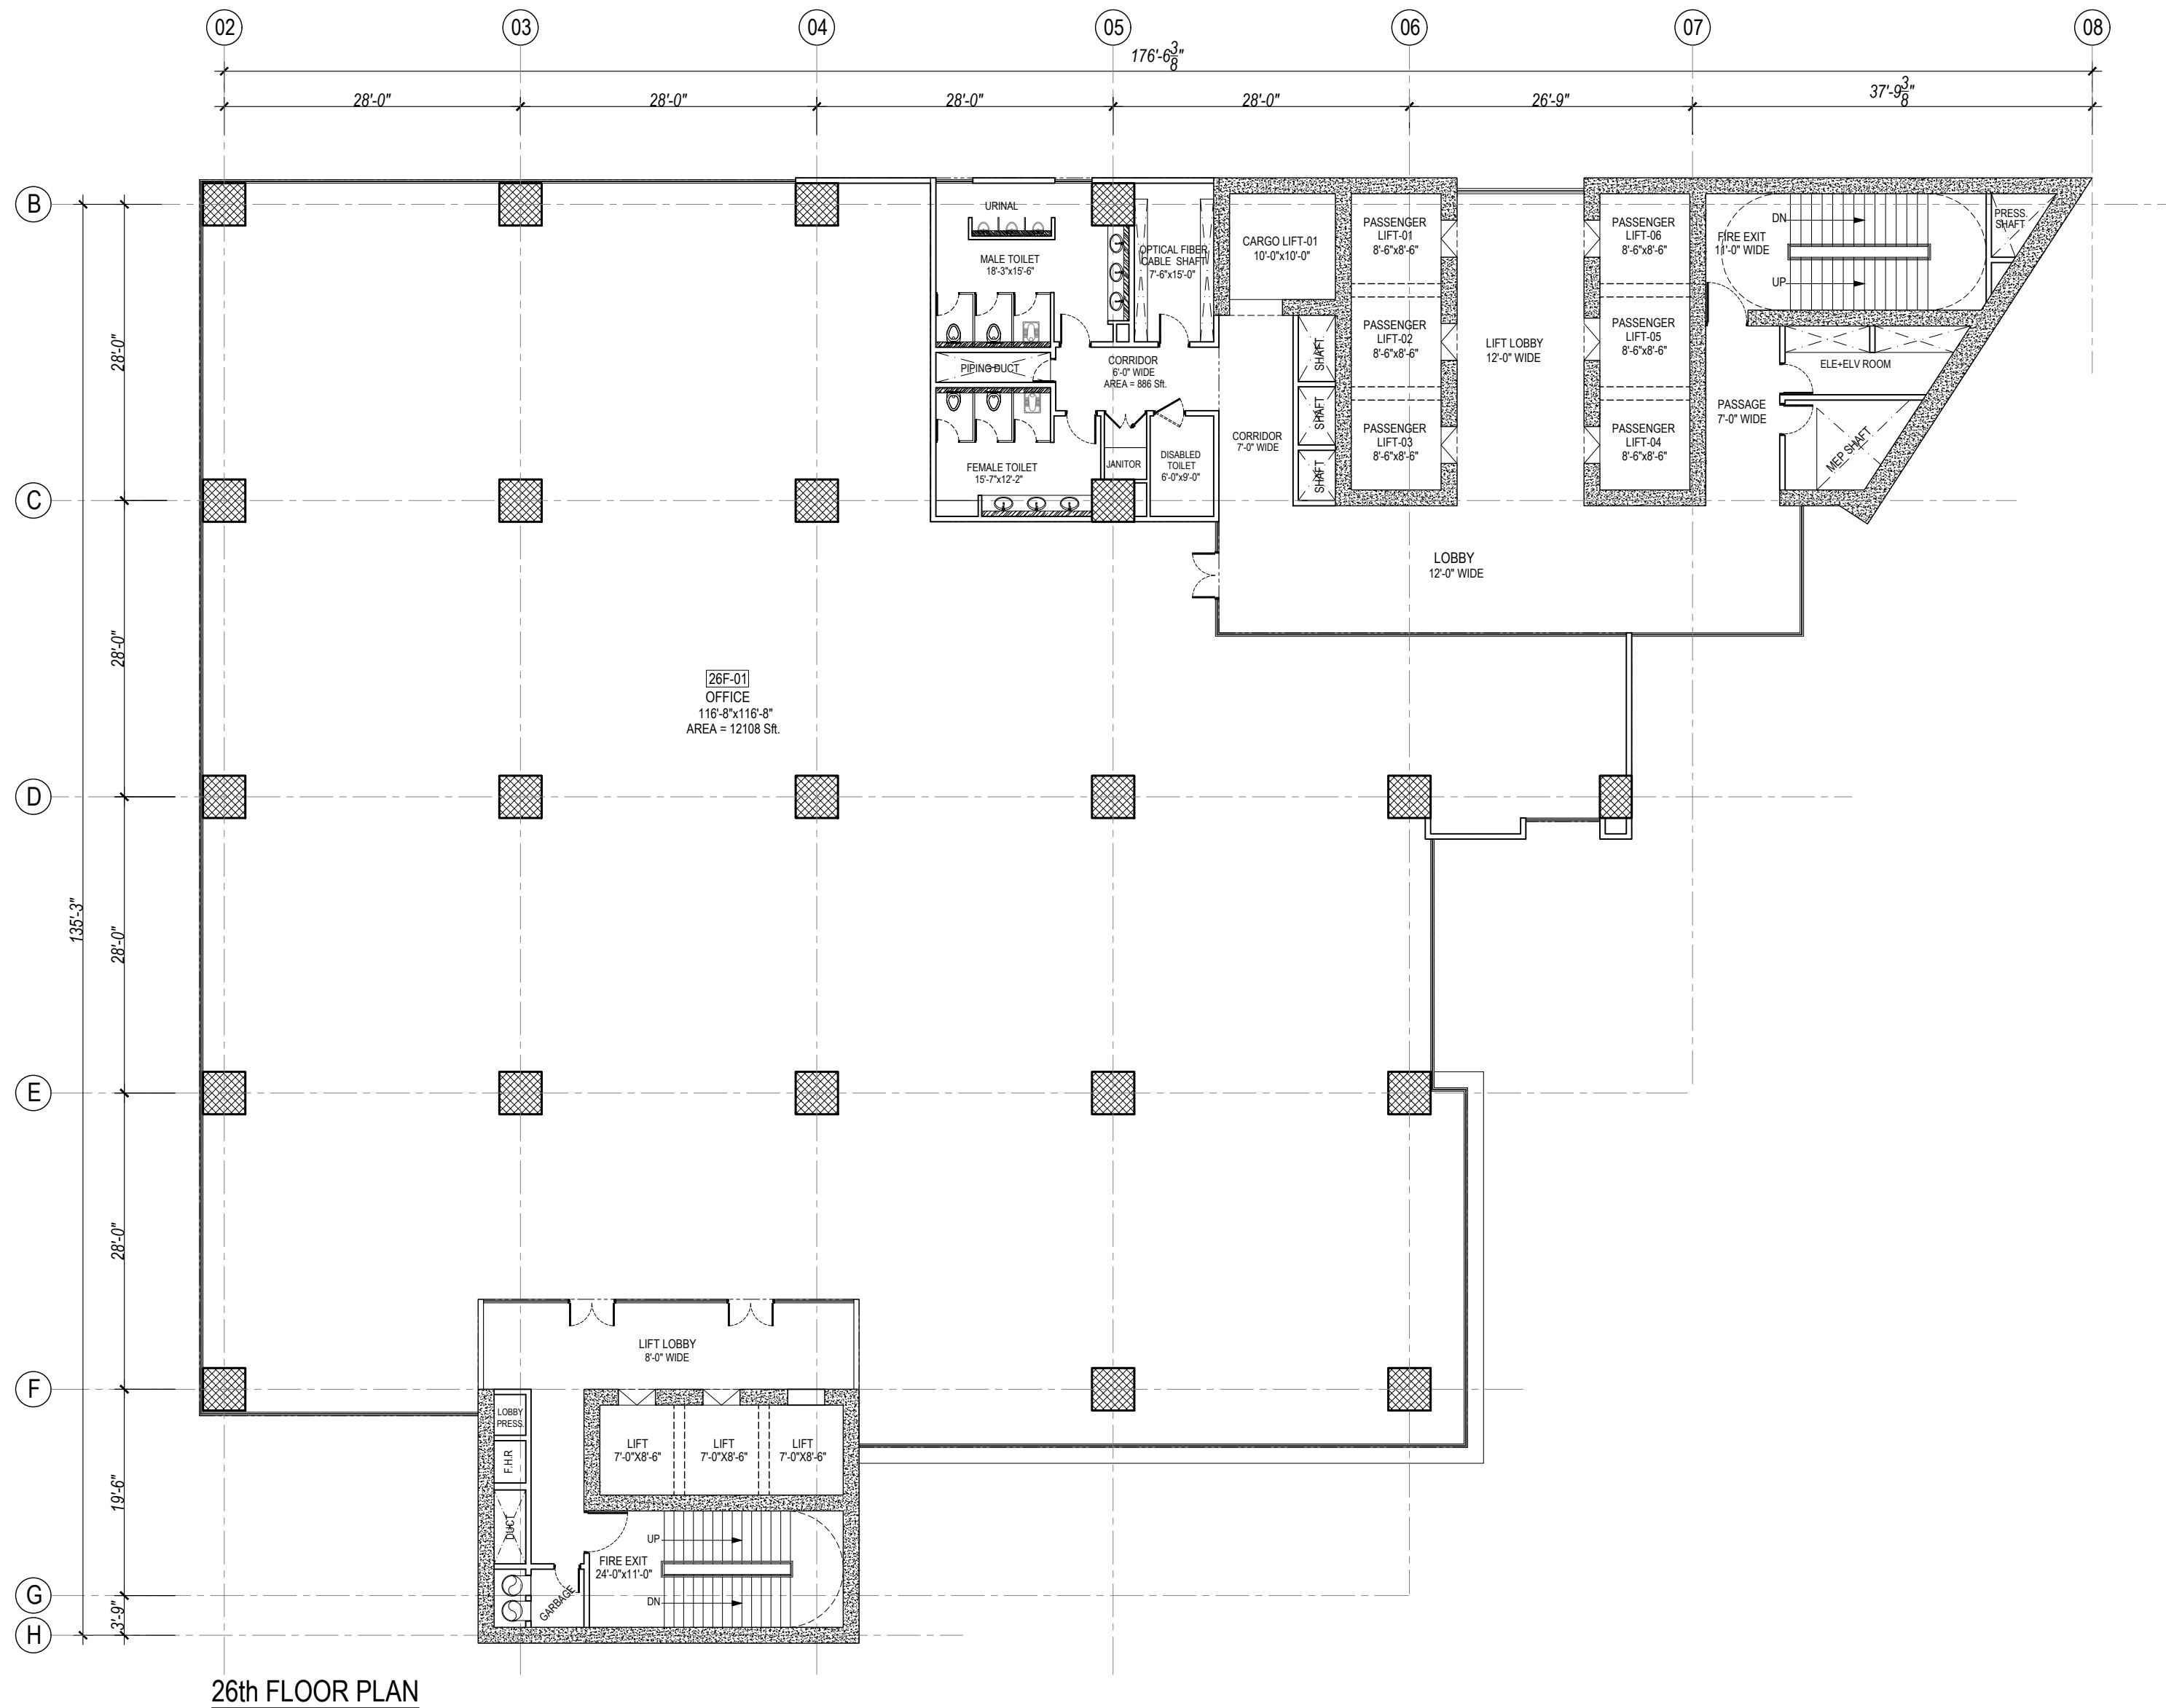 02 03 04 05 06 07 08
176'-6 3/8"
28'-0" 28'-0" 28'-0" 28'-0" 26'-9" 37'-9 3/8"
B
C
D
E
F
G
H
135'-3"
28'-0"
28'-0"
28'-0"
28'-0"
19'-6"
3'-9"
URINAL
MALE TOILET
18'-3"x15'-6"
OPTICAL FIBER
CABLE SHAFT
7'-6"x15'-0"
CARGO LIFT-01
10'-0"x10'-0"
PASSENGER
LIFT-01
8'-6"x8'-6"
PASSENGER
LIFT-06
8'-6"x8'-6"
DN
FIRE EXIT
11'-0" WIDE
UP
PRESS.
SHAFT
PASSENGER
LIFT-02
8'-6"x8'-6"
LIFT LOBBY
12'-0" WIDE
PASSENGER
LIFT-05
8'-6"x8'-6"
ELE+ELV ROOM
PIPING DUCT
CORRIDOR
6'-0" WIDE
AREA = 886 Sft.
SHAFT
SHAFT
SHAFT
PASSAGE
7'-0" WIDE
CORRIDOR
7'-0" WIDE
PASSENGER
LIFT-03
8'-6"x8'-6"
PASSENGER
LIFT-04
8'-6"x8'-6"
MEP SHAFT
FEMALE TOILET
15'-7"x12'-2"
JANITOR
DISABLED
TOILET
6'-0"x9'-0"
LOBBY
12'-0" WIDE
26F-01
OFFICE
116'-8"x116'-8"
AREA = 12108 Sft.
LIFT LOBBY
8'-0" WIDE
LOBBY
PRESS.
F.H.R
DUCT
LIFT
7'-0"X8'-6"
LIFT
7'-0"X8'-6"
LIFT
7'-0"X8'-6"
UP
FIRE EXIT
24'-0"x11'-0"
DN
GARBAGE
26th FLOOR PLAN